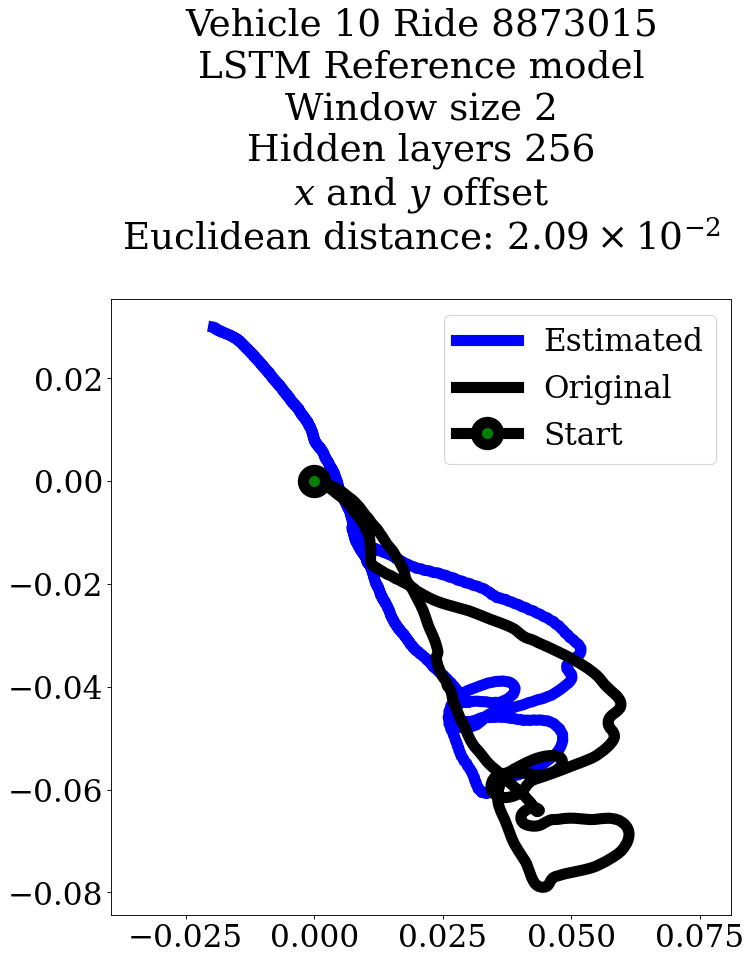 Vehicle 10 Ride 8873015
LSTM Reference model
Window size 2
Hidden layers 256
x and y offset
Euclidean distance: 2.09 × 10⁻²
Estimated
Original
Start
0.02
0.00
−0.02
−0.04
−0.06
−0.08
−0.025 0.000 0.025 0.050 0.075